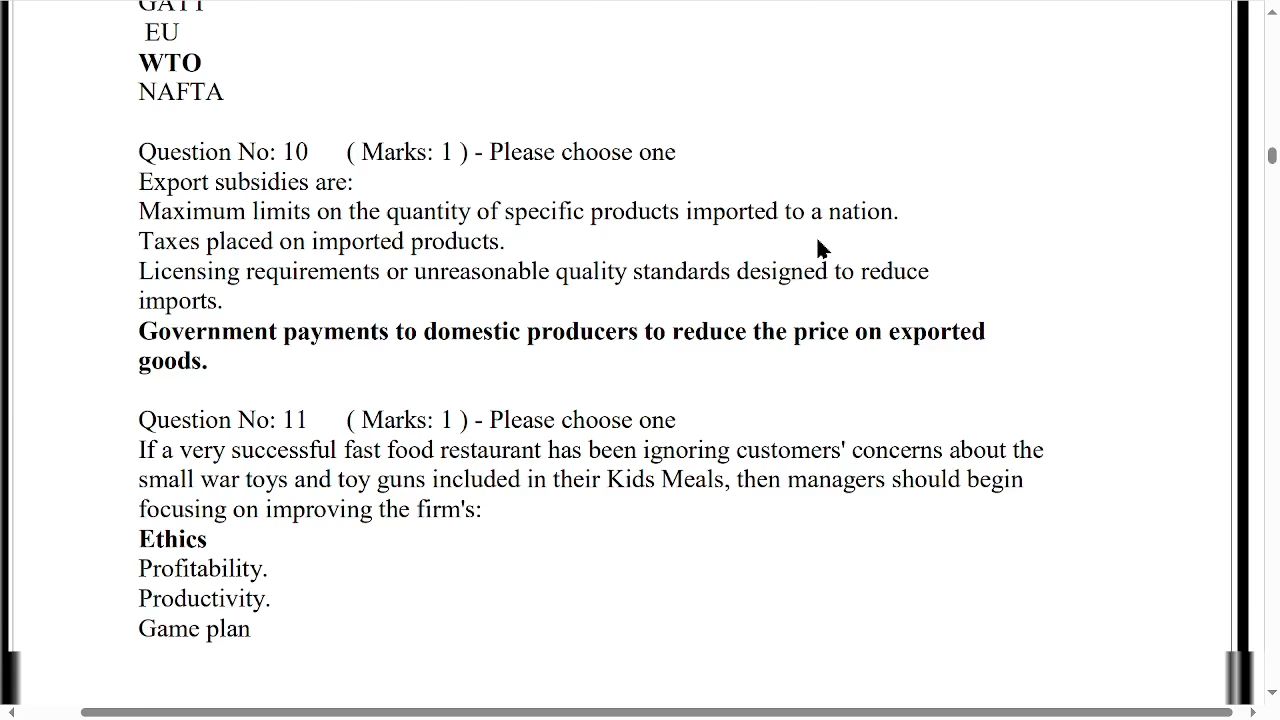 GATT
EU
WTO
NAFTA
Question No: 10 ( Marks: 1 ) - Please choose one
Export subsidies are:
Maximum limits on the quantity of specific products imported to a nation.
Taxes placed on imported products.
Licensing requirements or unreasonable quality standards designed to reduce
imports.
Government payments to domestic producers to reduce the price on exported
goods.
Question No: 11 ( Marks: 1 ) - Please choose one
If a very successful fast food restaurant has been ignoring customers' concerns about the
small war toys and toy guns included in their Kids Meals, then managers should begin
focusing on improving the firm's:
Ethics
Profitability.
Productivity.
Game plan